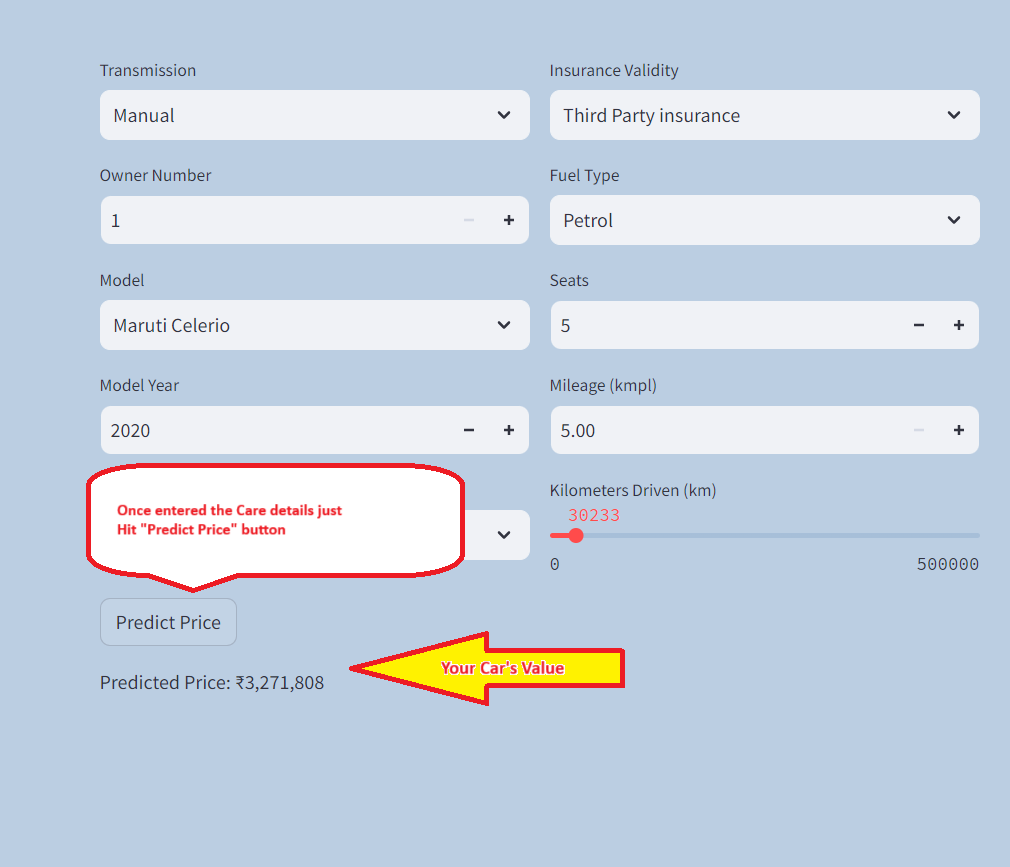 Transmission
Insurance Validity
Manual
Third Party insurance
Owner Number
Fuel Type
1
Petrol
Model
Seats
Maruti Celerio
5
Model Year
Mileage (kmpl)
2020
5.00
Once entered the Care details just
Hit "Predict Price" button
Kilometers Driven (km)
30233
0
500000
Predict Price
Your Car's Value
Predicted Price: ₹3,271,808